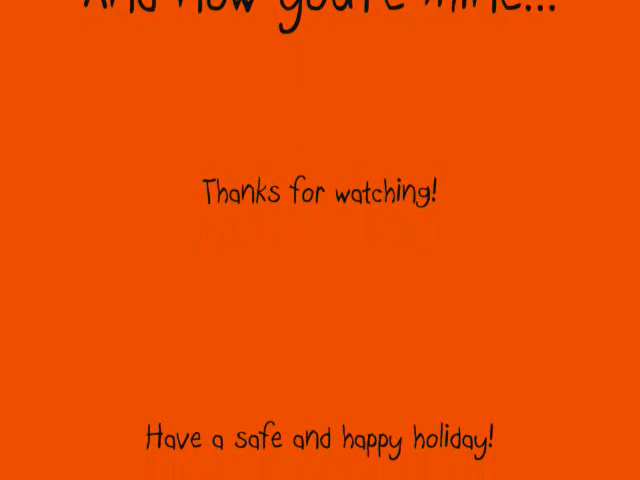 And now you're mine...
Thanks for watching!
Have a safe and happy holiday!